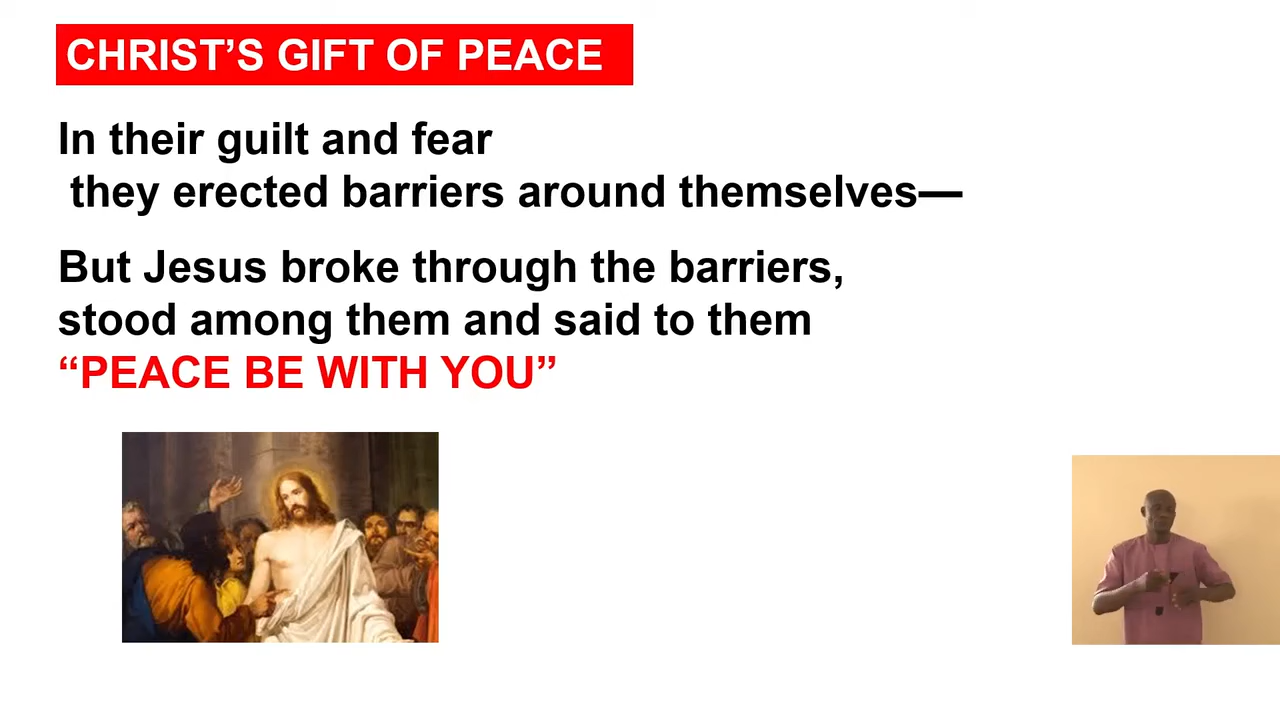 CHRIST’S GIFT OF PEACE
In their guilt and fear
they erected barriers around themselves—
But Jesus broke through the barriers,
stood among them and said to them
“PEACE BE WITH YOU”